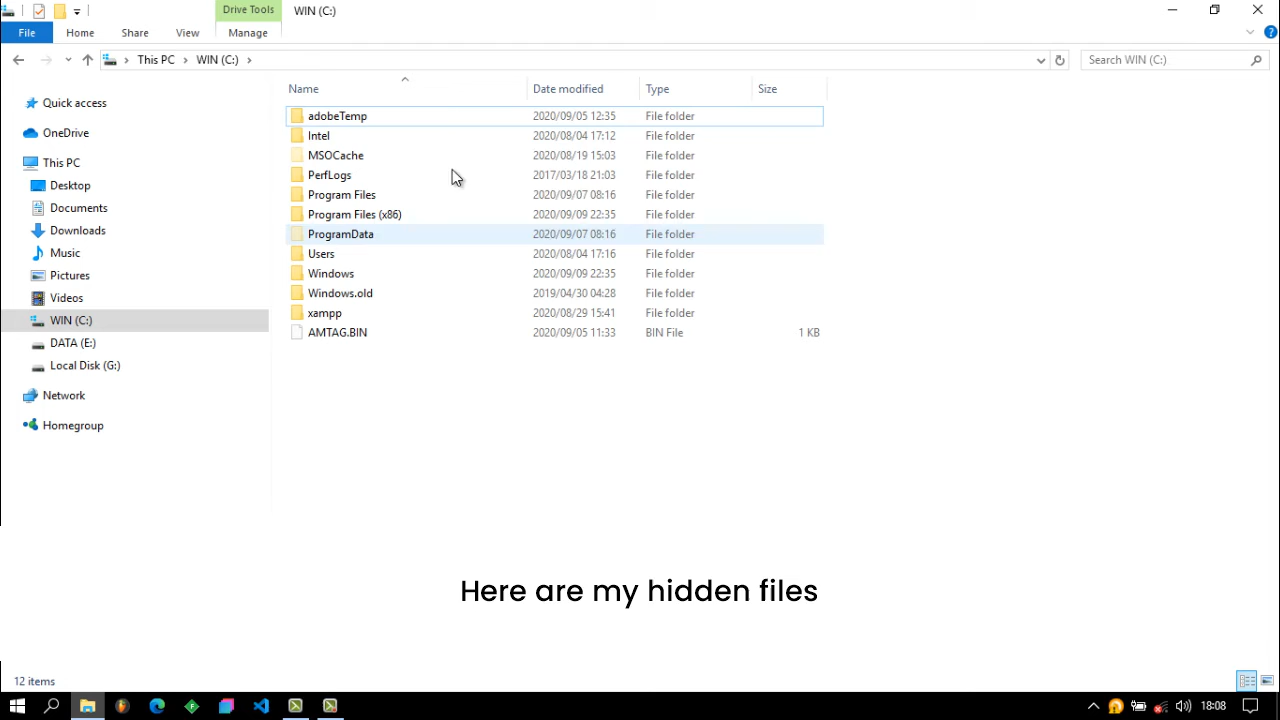 Drive Tools WIN (C:)
File Home Share View Manage
This PC WIN (C:) Search WIN (C:)
Name Date modified Type Size
Quick access
OneDrive
This PC
Desktop
Documents
Downloads
Music
Pictures
Videos
WIN (C:)
DATA (E:)
Local Disk (G:)
Network
Homegroup
adobeTemp 2020/09/05 12:35 File folder
Intel 2020/08/04 17:12 File folder
MSOCache 2020/08/19 15:03 File folder
PerfLogs 2017/03/18 21:03 File folder
Program Files 2020/09/07 08:16 File folder
Program Files (x86) 2020/09/09 22:35 File folder
ProgramData 2020/09/07 08:16 File folder
Users 2020/08/04 17:16 File folder
Windows 2020/09/09 22:35 File folder
Windows.old 2019/04/30 04:28 File folder
xampp 2020/08/29 15:41 File folder
AMTAG.BIN 2020/09/05 11:33 BIN File 1 KB
Here are my hidden files
12 items
18:08